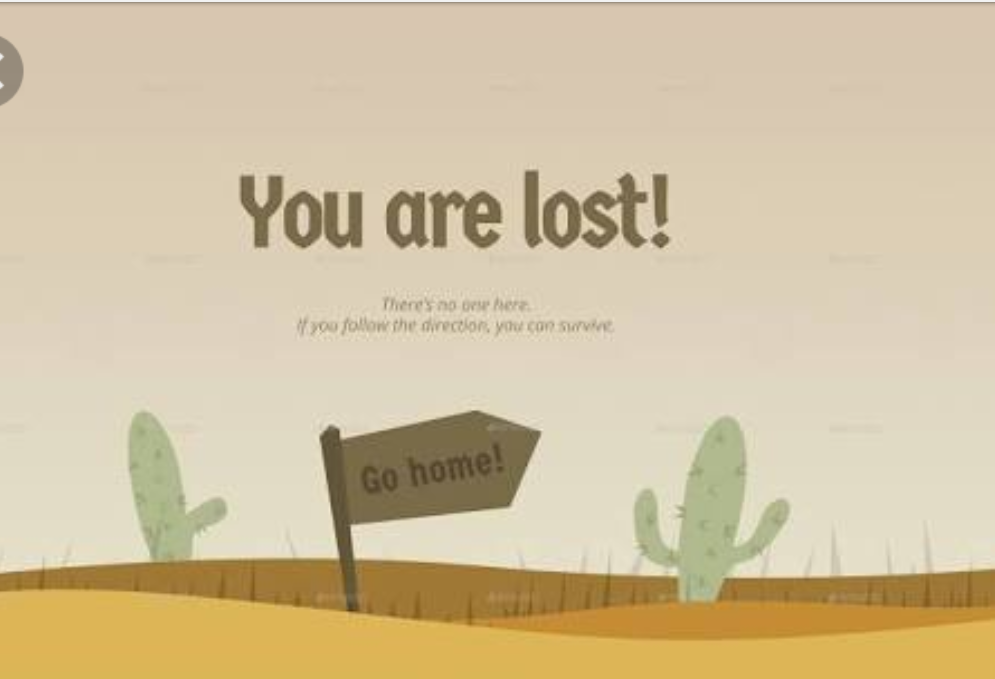 You are lost!
There's no one here.
If you follow the direction, you can survive.
Go home!